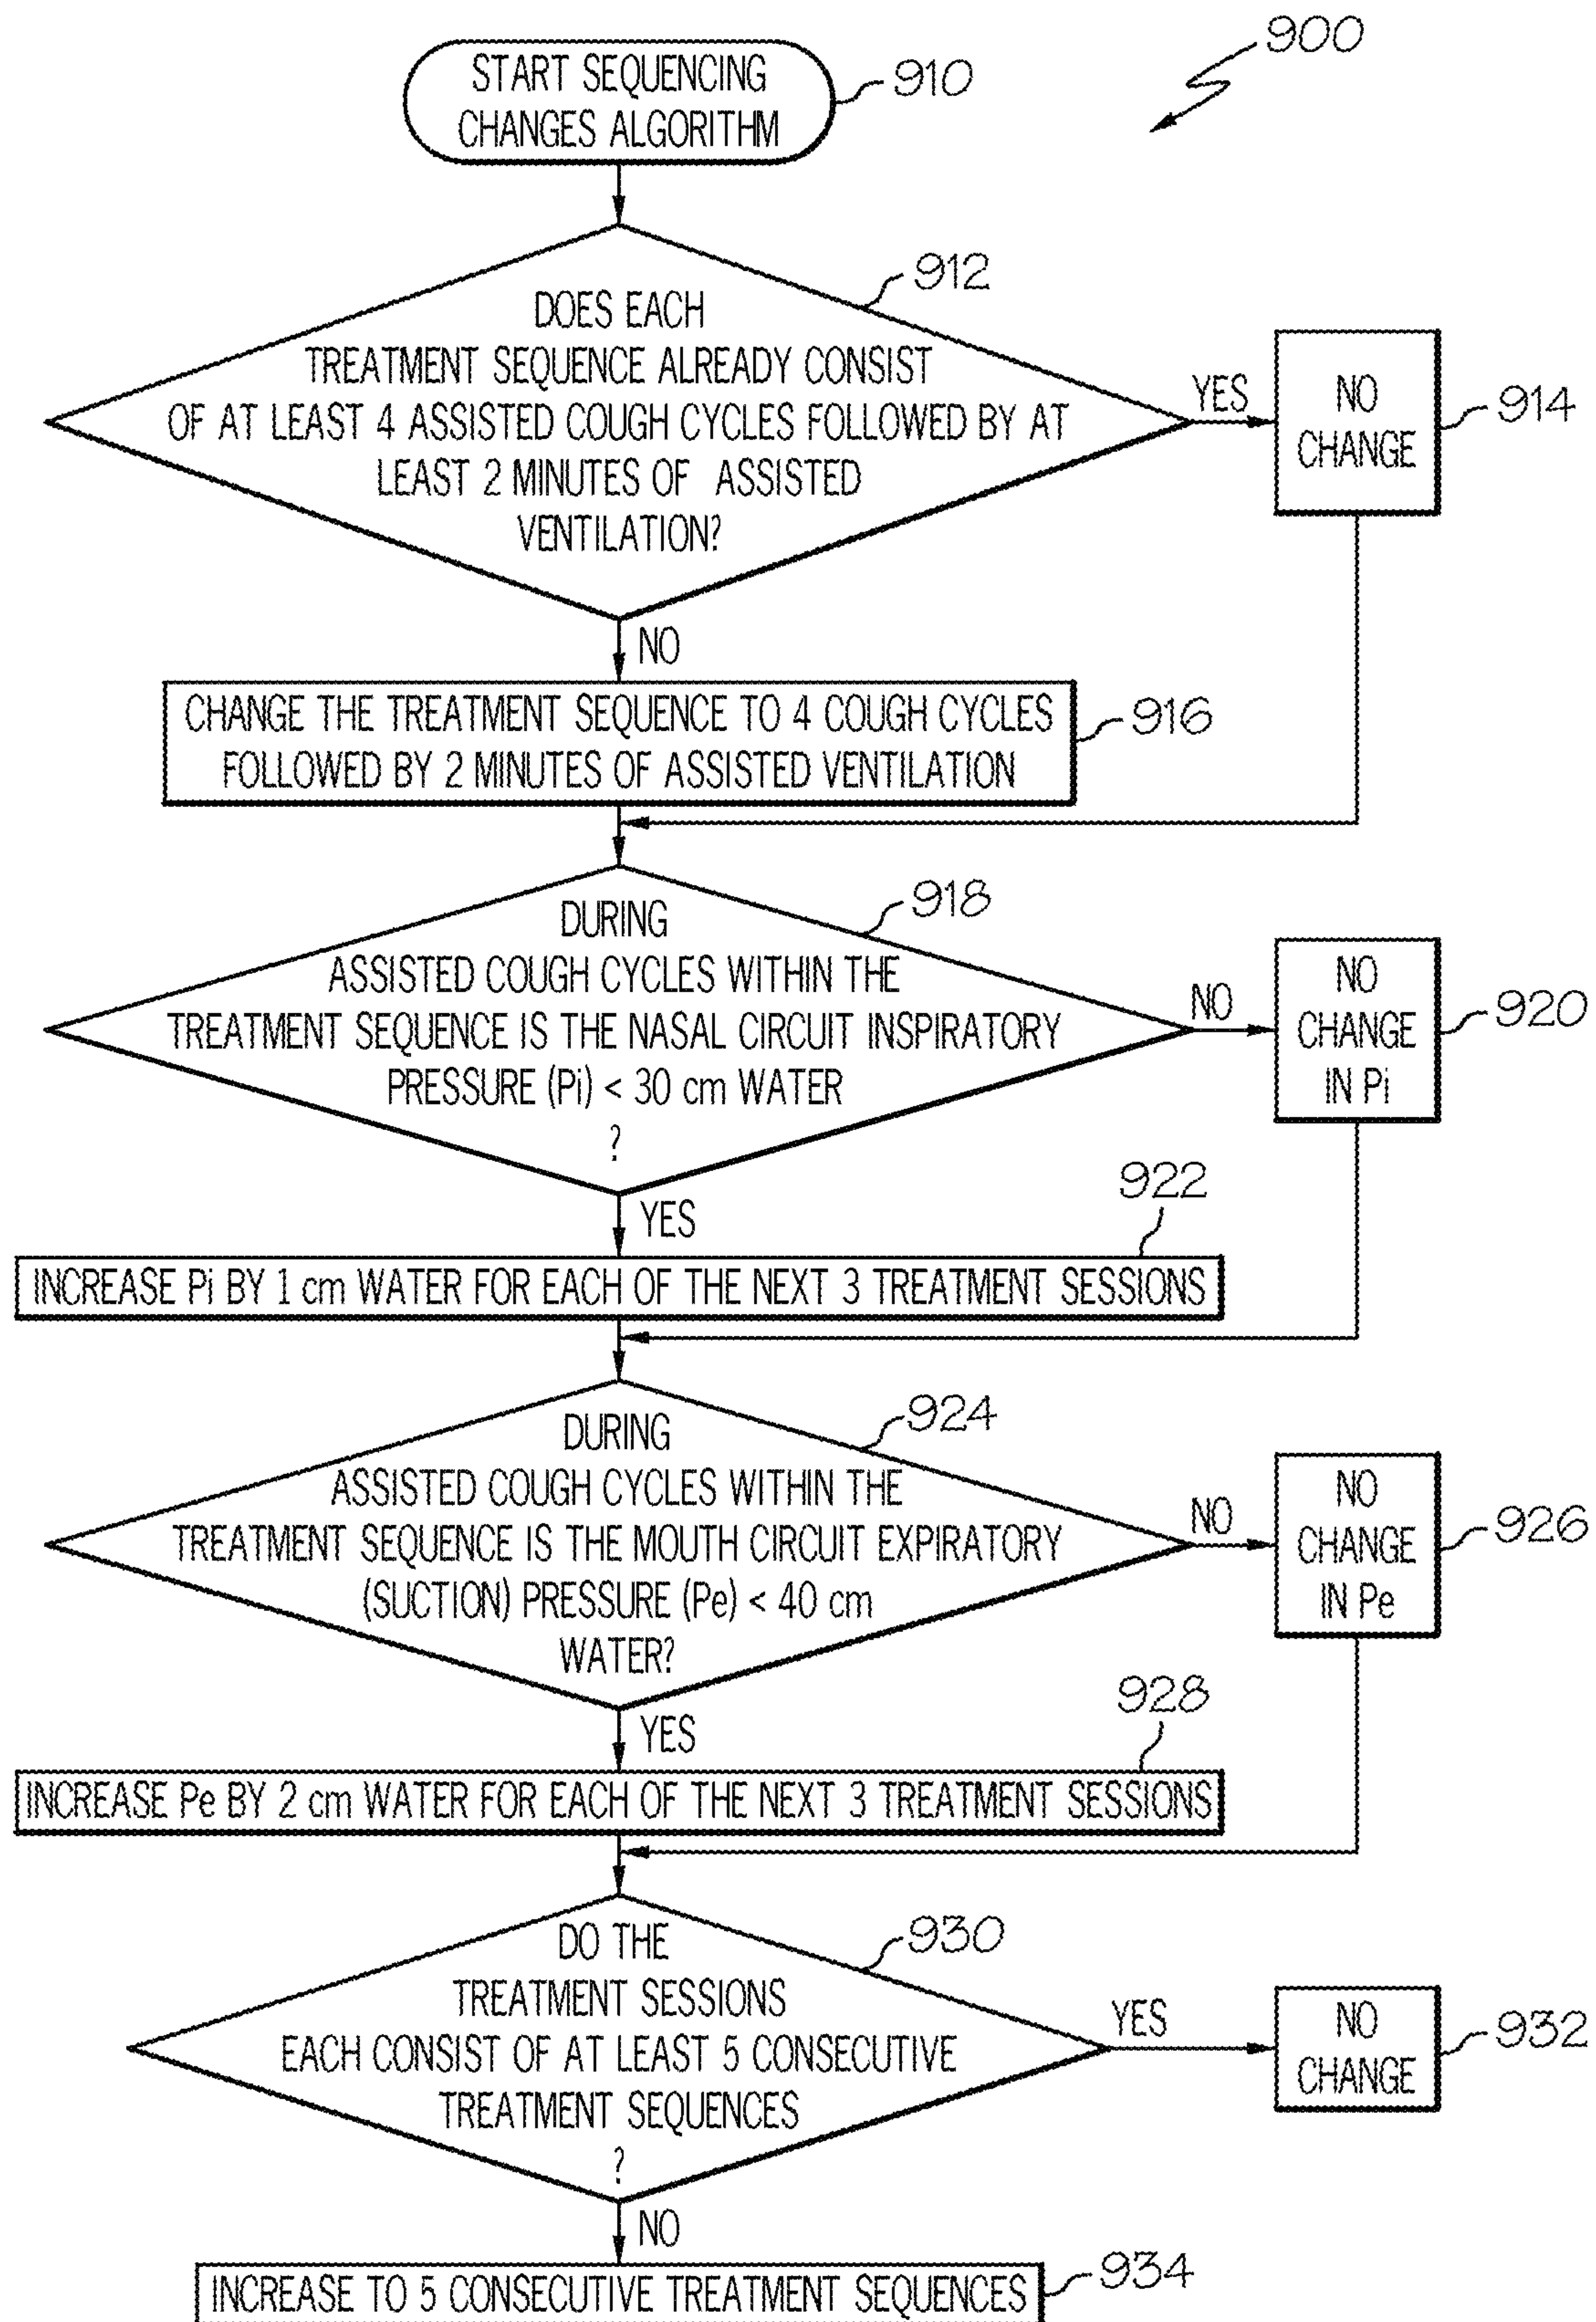 900
START SEQUENCING
CHANGES ALGORITHM
910
912
DOES EACH
TREATMENT SEQUENCE ALREADY CONSIST
OF AT LEAST 4 ASSISTED COUGH CYCLES FOLLOWED BY AT
LEAST 2 MINUTES OF ASSISTED
VENTILATION?
YES
NO
CHANGE
914
NO
CHANGE THE TREATMENT SEQUENCE TO 4 COUGH CYCLES
FOLLOWED BY 2 MINUTES OF ASSISTED VENTILATION
916
918
DURING
ASSISTED COUGH CYCLES WITHIN THE
TREATMENT SEQUENCE IS THE NASAL CIRCUIT INSPIRATORY
PRESSURE (Pi) < 30 cm WATER
?
NO
NO
CHANGE
IN Pi
920
YES
922
INCREASE Pi BY 1 cm WATER FOR EACH OF THE NEXT 3 TREATMENT SESSIONS
924
DURING
ASSISTED COUGH CYCLES WITHIN THE
TREATMENT SEQUENCE IS THE MOUTH CIRCUIT EXPIRATORY
(SUCTION) PRESSURE (Pe) < 40 cm
WATER?
NO
NO
CHANGE
IN Pe
926
YES
928
INCREASE Pe BY 2 cm WATER FOR EACH OF THE NEXT 3 TREATMENT SESSIONS
930
DO THE
TREATMENT SESSIONS
EACH CONSIST OF AT LEAST 5 CONSECUTIVE
TREATMENT SEQUENCES
?
YES
NO
CHANGE
932
NO
INCREASE TO 5 CONSECUTIVE TREATMENT SEQUENCES
934